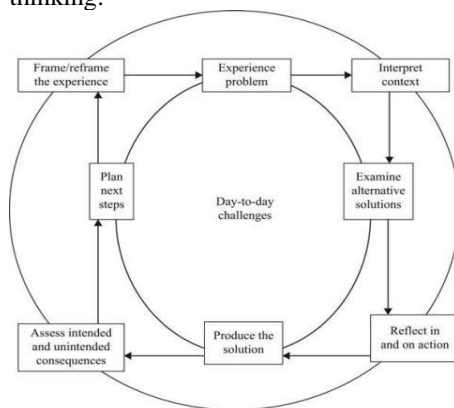 thinking.
Frame/reframe
the experience
Experience
problem
Interpret
context
Plan
next
steps
Day-to-day
challenges
Examine
alternative
solutions
Assess intended
and unintended
consequences
Produce the
solution
Reflect in
and on action